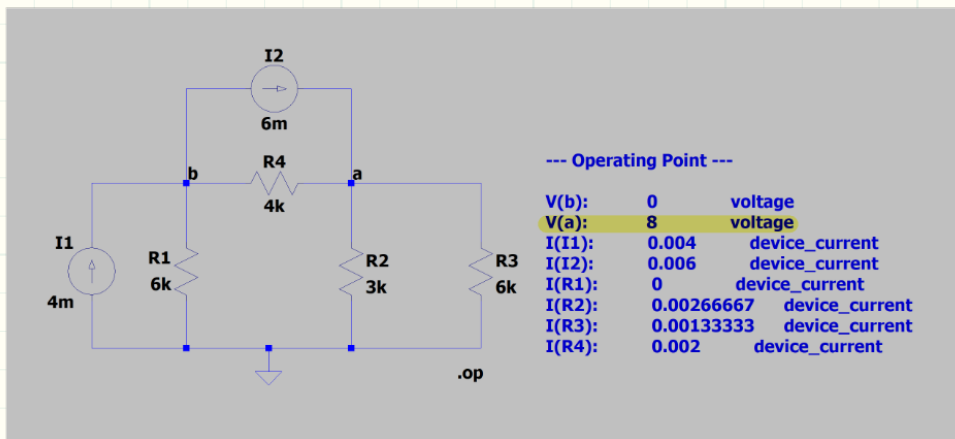 I2
6m
b
R4
a
4k
I1
4m
R1
6k
R2
3k
R3
6k
.op
--- Operating Point ---
V(b): 0 voltage
V(a): 8 voltage
I(I1): 0.004 device_current
I(I2): 0.006 device_current
I(R1): 0 device_current
I(R2): 0.00266667 device_current
I(R3): 0.00133333 device_current
I(R4): 0.002 device_current